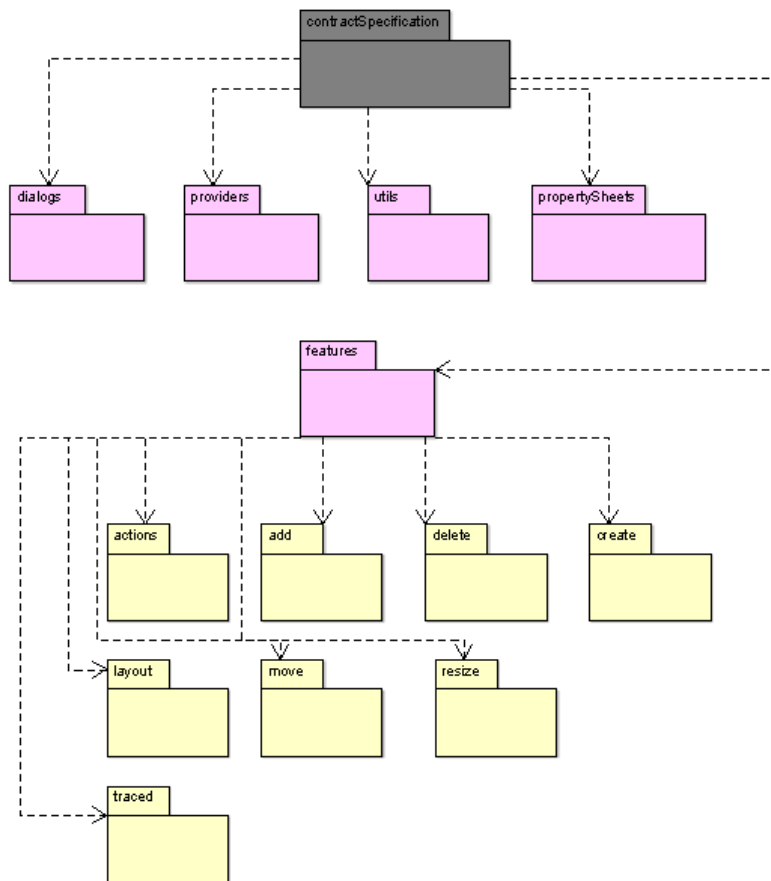 contractSpecification
dialogs
providers
utils
propertySheets
features
actions
add
delete
create
layout
move
resize
traced